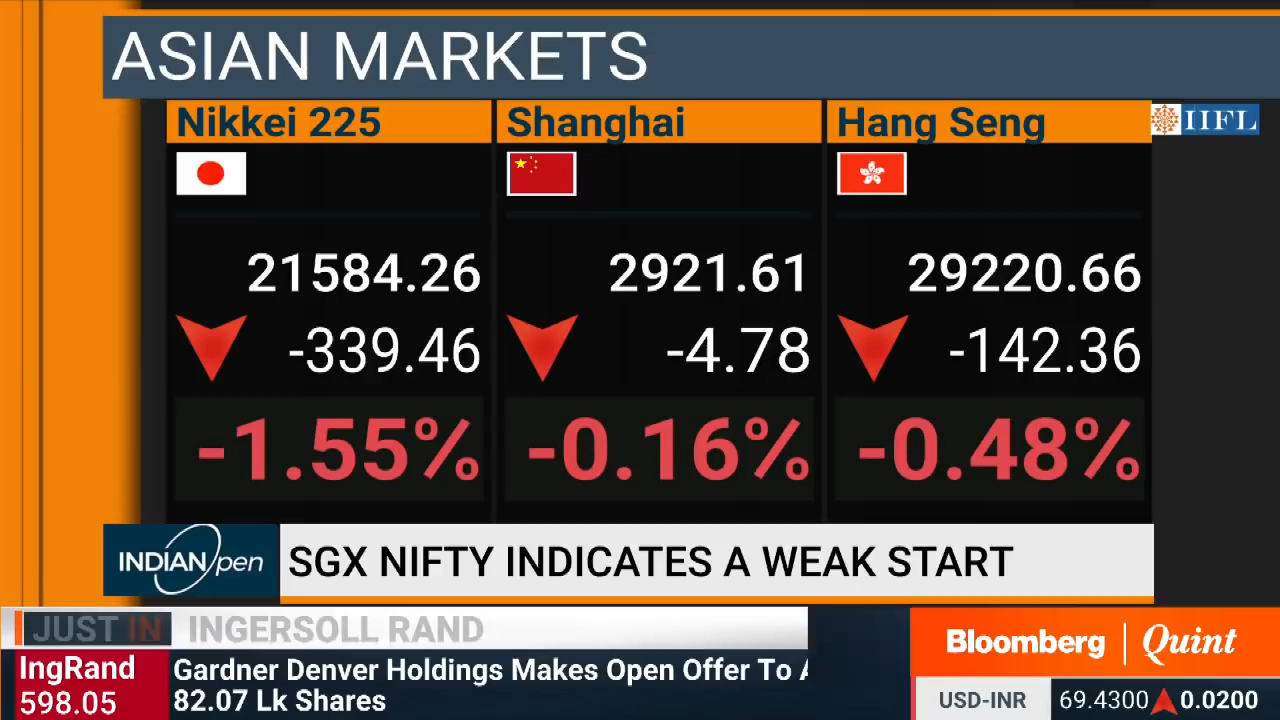 ASIAN MARKETS
Nikkei 225
Shanghai
Hang Seng
IIFL
21584.26
2921.61
29220.66
-339.46
-4.78
-142.36
-1.55%
-0.16%
-0.48%
INDIAN Open
SGX NIFTY INDICATES A WEAK START
JUST IN
INGERSOLL RAND
IngRand
598.05
Gardner Denver Holdings Makes Open Offer To A
82.07 Lk Shares
Bloomberg | Quint
USD-INR
69.4300
0.0200